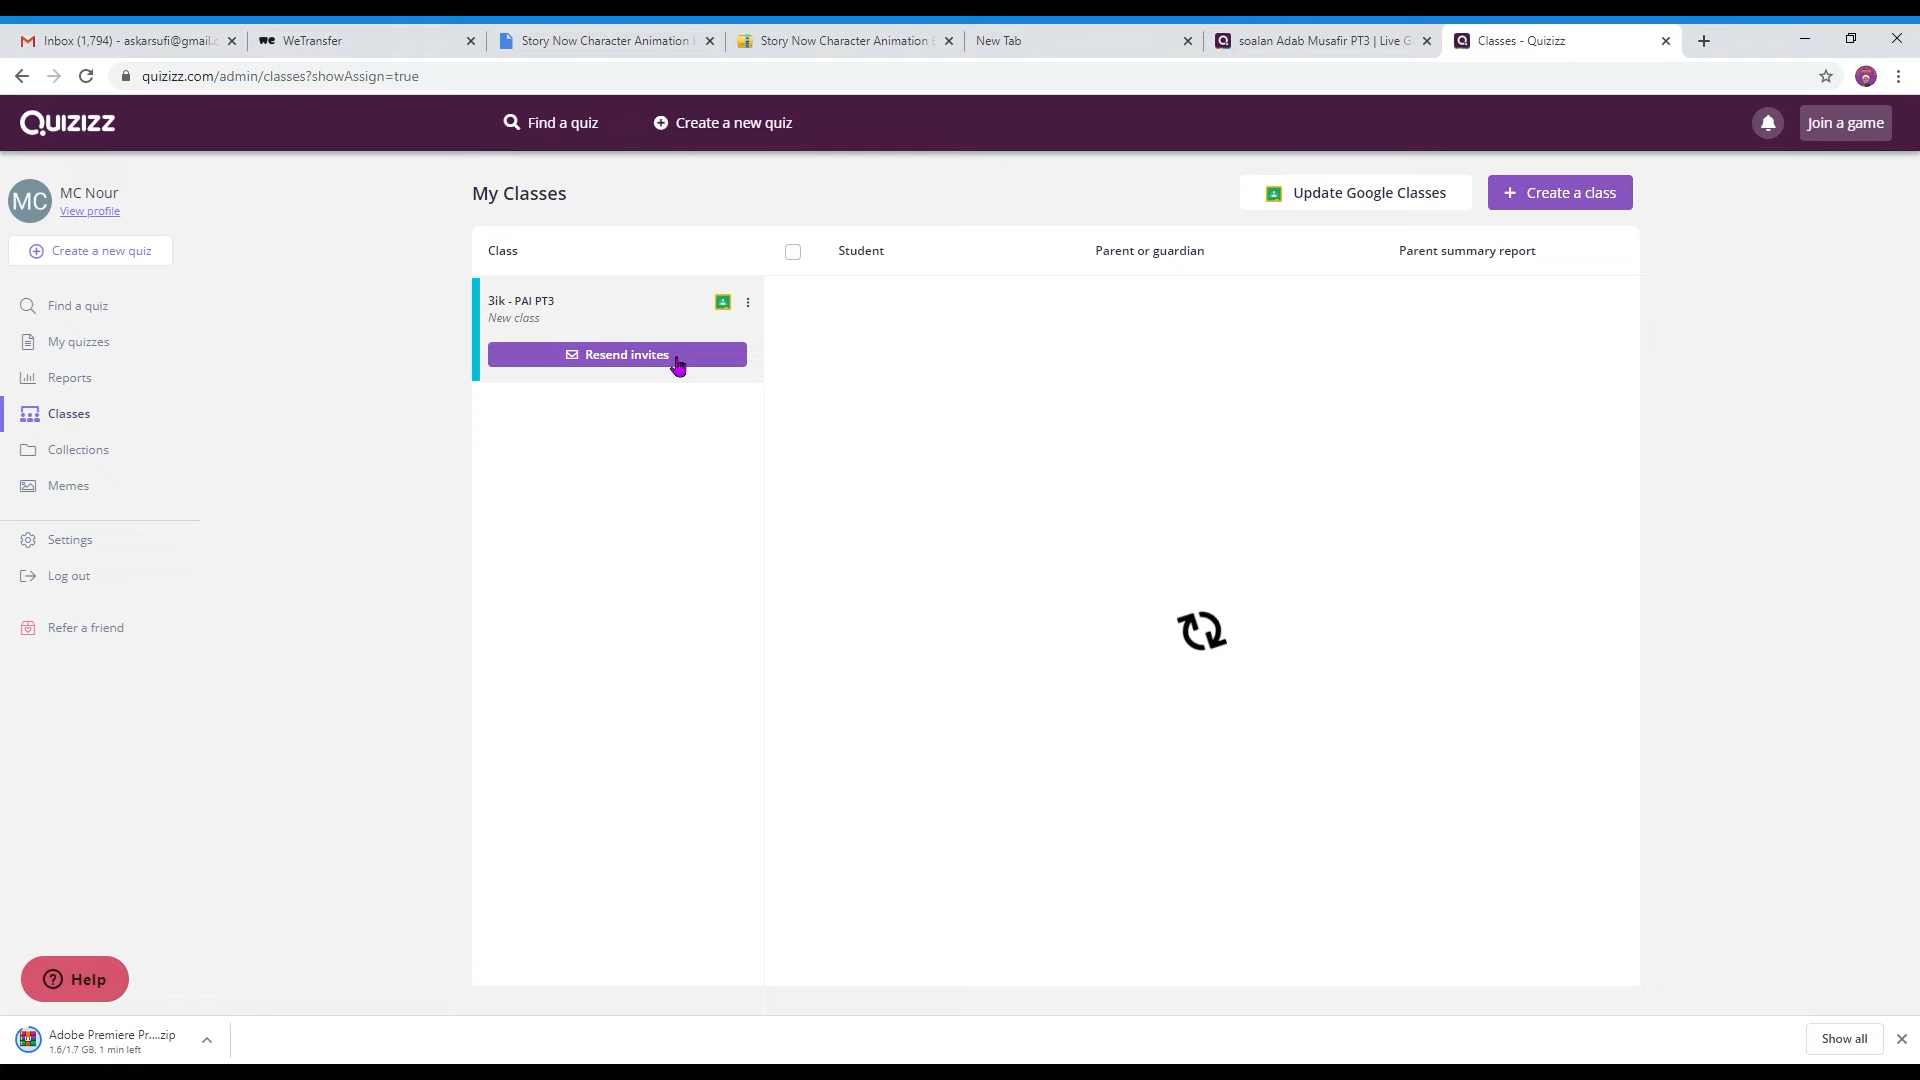 Inbox (1,794) - askarsufi@gmail.c
WeTransfer
Story Now Character Animation E
Story Now Character Animation E
New Tab
soalan Adab Musafir PT3 | Live G
Classes - Quizizz
quizizz.com/admin/classes?showAssign=true
Quizizz
Find a quiz
Create a new quiz
Join a game
MC
MC Nour
View profile
Create a new quiz
Find a quiz
My quizzes
Reports
Classes
Collections
Memes
Settings
Log out
Refer a friend
My Classes
Update Google Classes
+ Create a class
Class
Student
Parent or guardian
Parent summary report
3ik - PAI PT3
New class
Resend invites
Help
Adobe Premiere Pr....zip
1.6/1.7 GB, 1 min left
Show all